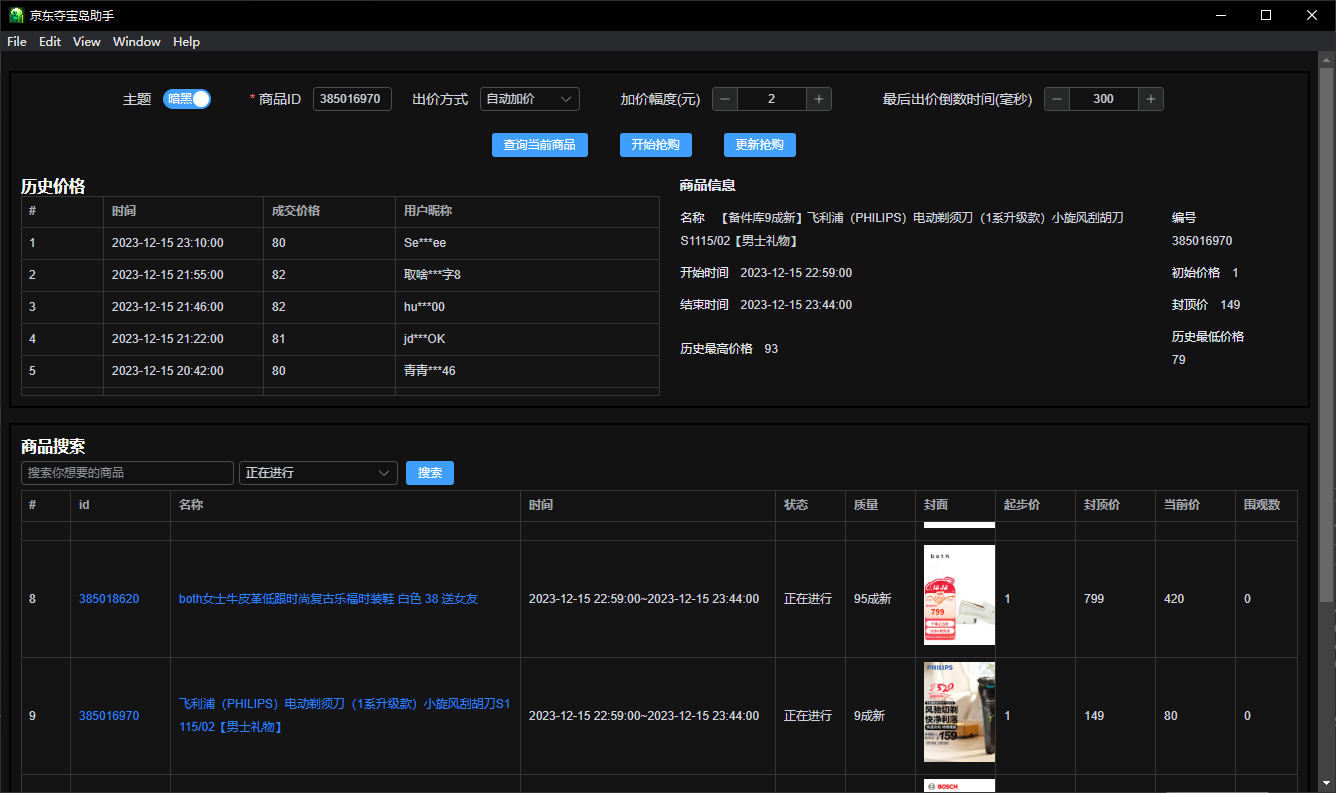 京东夺宝岛助手
File Edit View Window Help
主题 暗黑 * 商品ID 385016970 出价方式 自动加价 加价幅度(元) 2 最后出价倒数时间(毫秒) 300
查询当前商品 开始抢购 更新抢购
历史价格
# 时间 成交价格 用户昵称
1 2023-12-15 23:10:00 80 Se***ee
2 2023-12-15 21:55:00 82 取啥***字8
3 2023-12-15 21:46:00 82 hu***00
4 2023-12-15 21:22:00 81 jd***OK
5 2023-12-15 20:42:00 80 青青***46
商品信息
名称 【备件库9成新】飞利浦（PHILIPS）电动剃须刀（1系升级款）小旋风刮胡刀
S1115/02【男士礼物】
编号
385016970
开始时间 2023-12-15 22:59:00 初始价格 1
结束时间 2023-12-15 23:44:00 封顶价 149
历史最高价格 93
历史最低价格
79
商品搜索
搜索你想要的商品 正在进行 搜索
# id 名称 时间 状态 质量 封面 起步价 封顶价 当前价 围观数
8 385018620 both女士牛皮革低跟时尚复古乐福时装鞋 白色 38 送女友 2023-12-15 22:59:00~2023-12-15 23:44:00 正在进行 95成新 1 799 420 0
both
799
9 385016970 飞利浦（PHILIPS）电动剃须刀（1系升级款）小旋风刮胡刀S1
115/02【男士礼物】
2023-12-15 22:59:00~2023-12-15 23:44:00 正在进行 9成新 1 149 80 0
PHILIPS
520
风驰切剃
快净利落
159
BOSCH